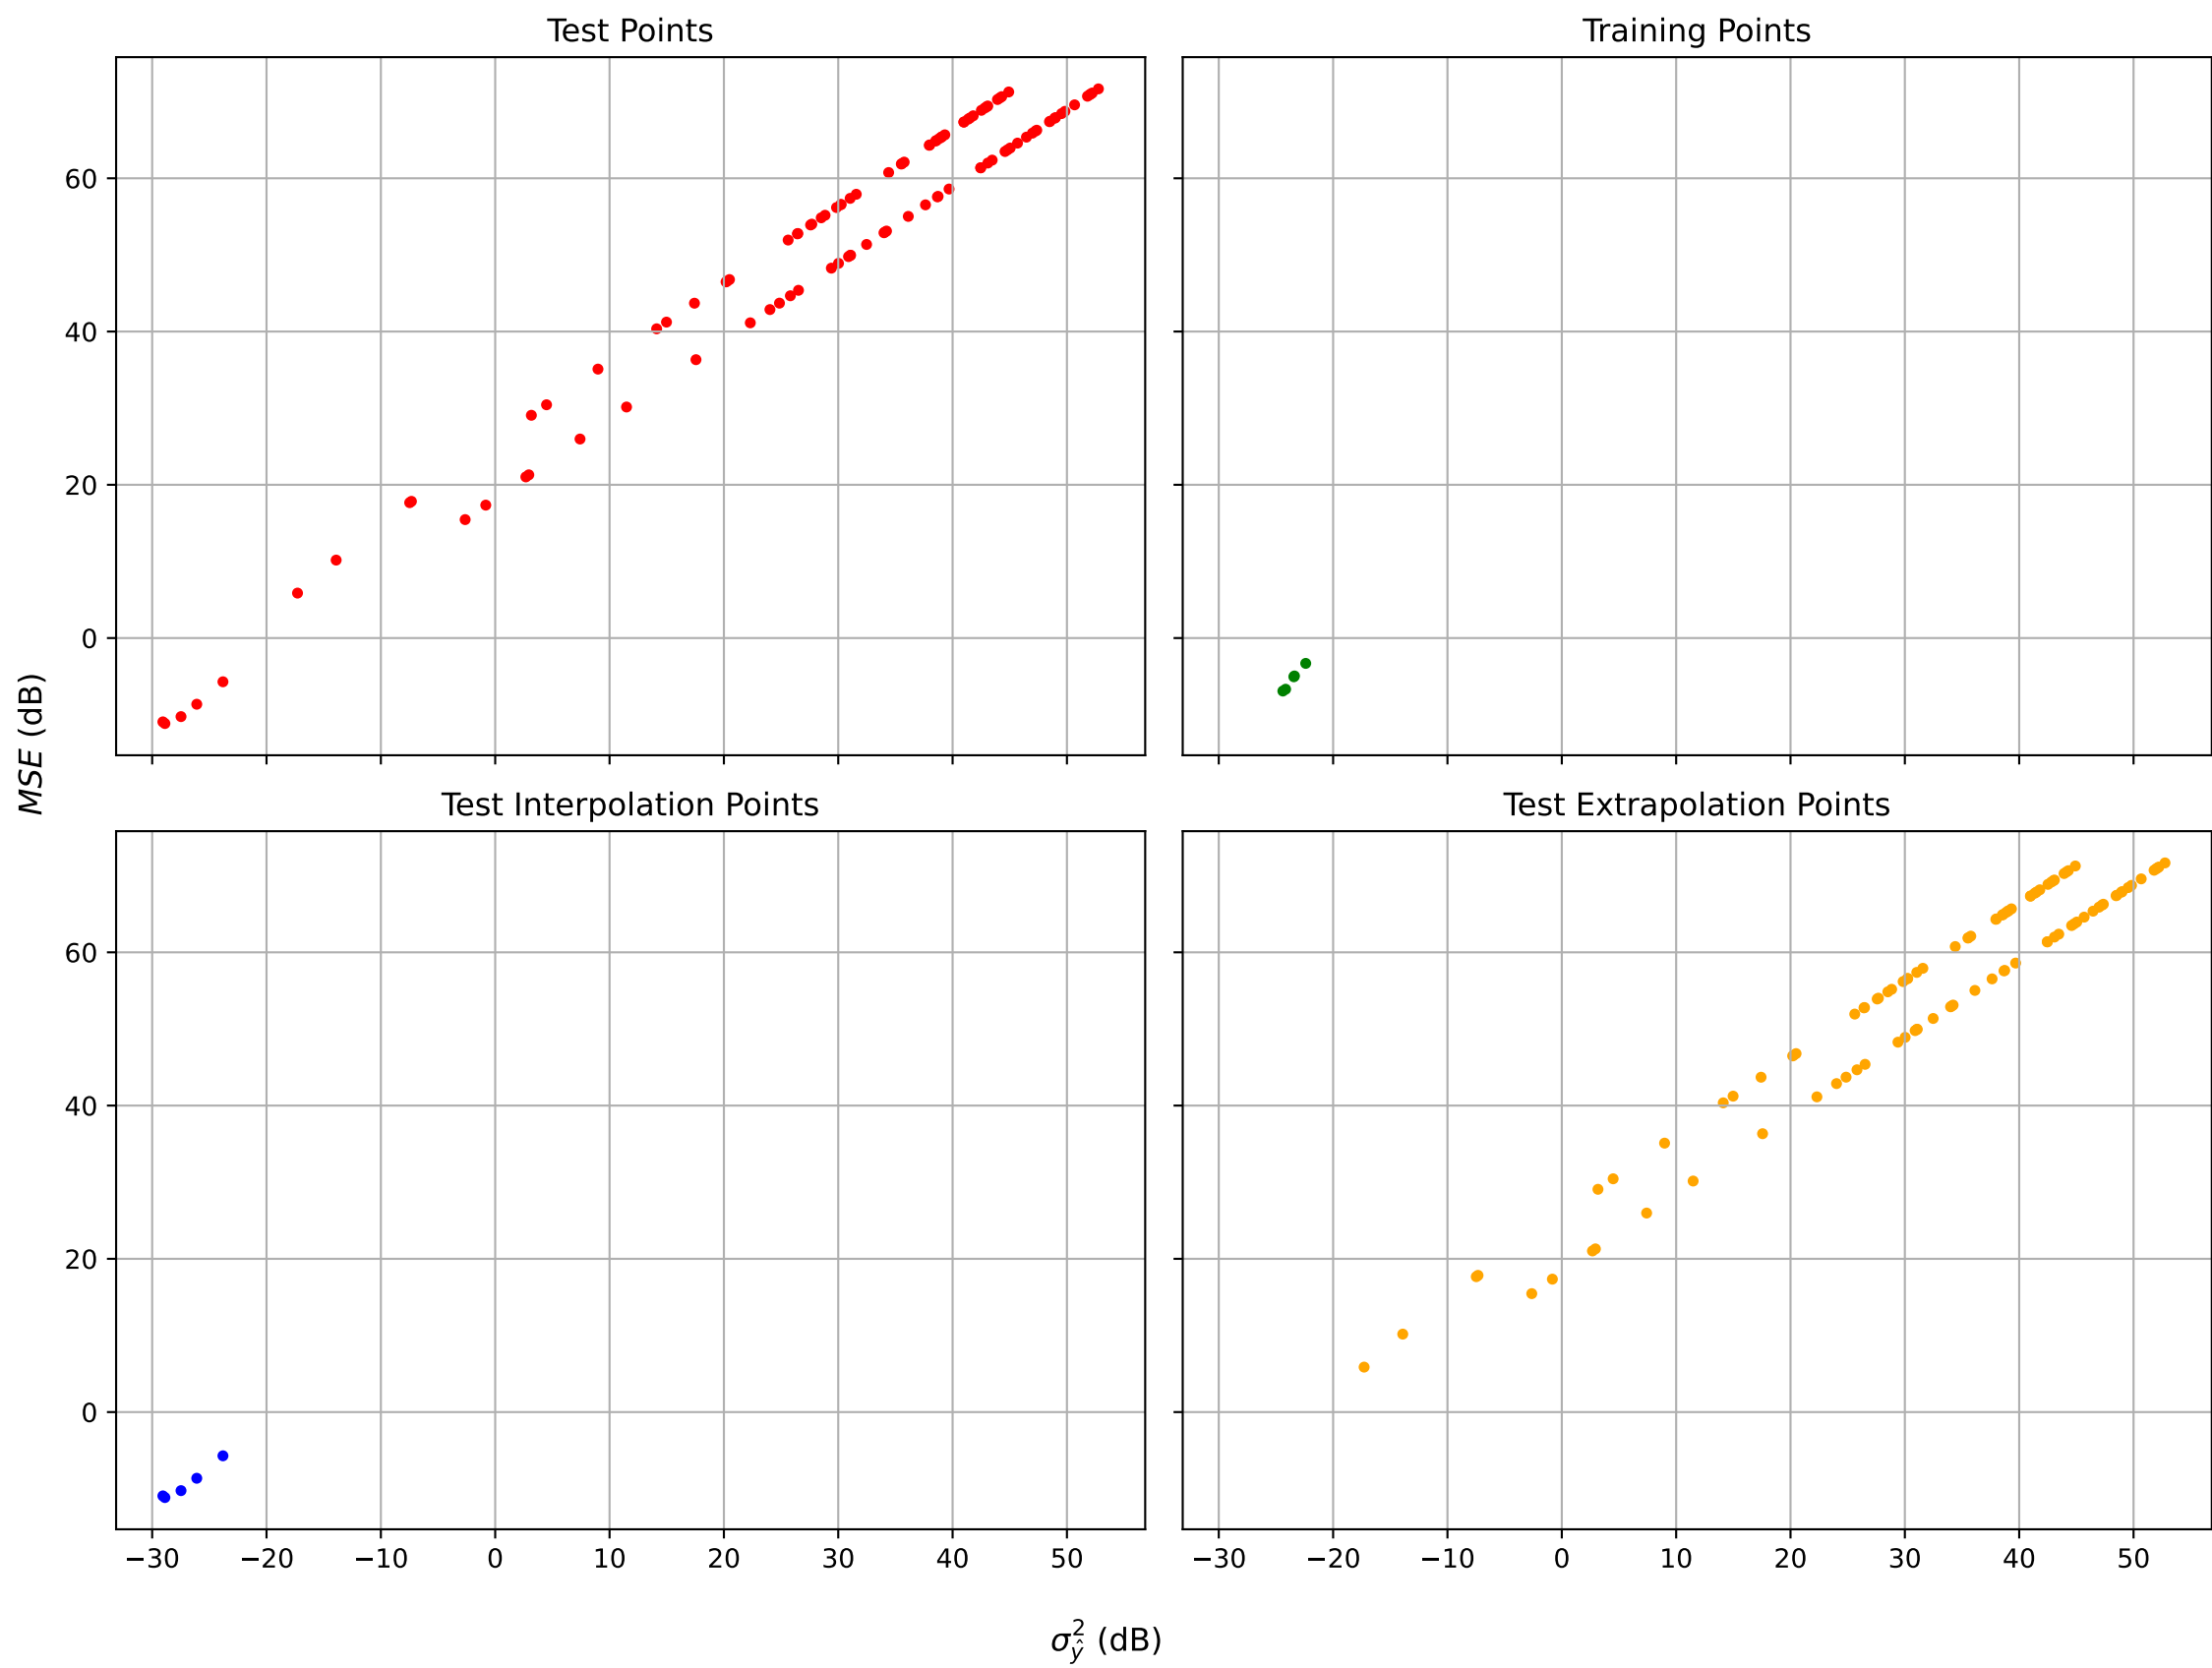 Test Points
Training Points
60
40
20
0
MSE (dB)
Test Interpolation Points
Test Extrapolation Points
60
40
20
0
−30 −20 −10 0 10 20 30 40 50
−30 −20 −10 0 10 20 30 40 50
σ²_ŷ (dB)